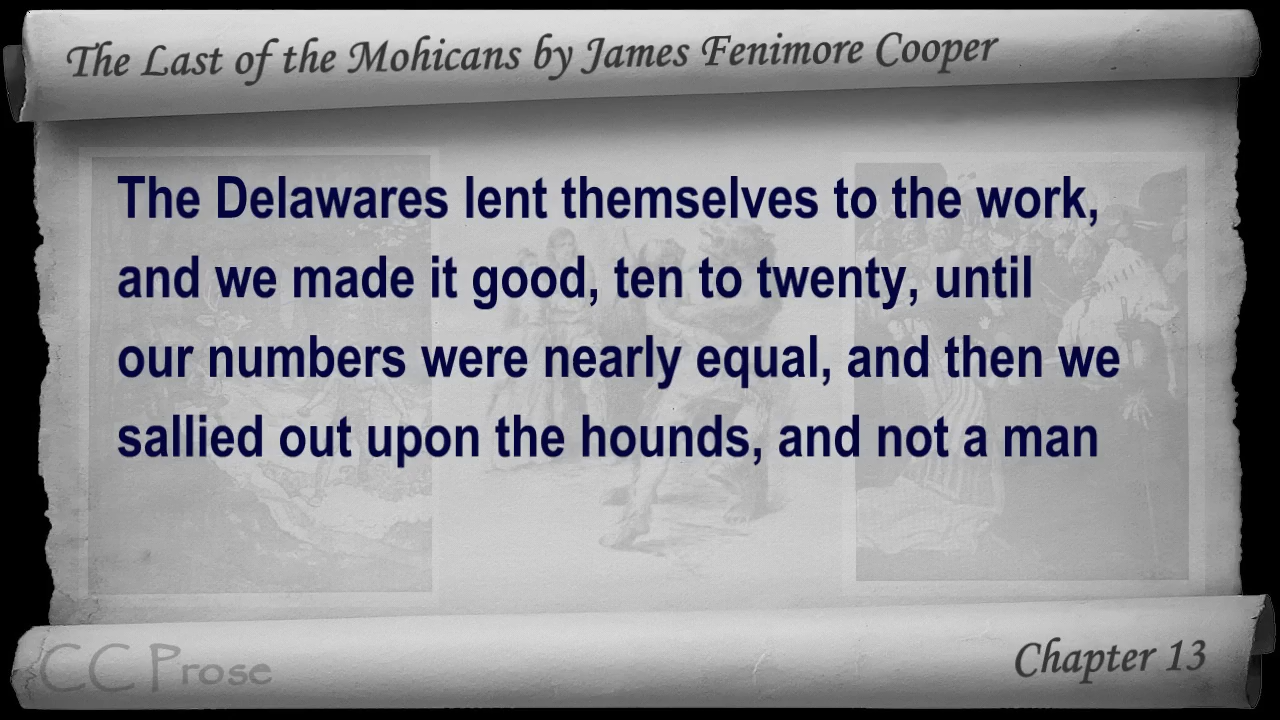 The Last of the Mohicans by James Fenimore Cooper
The Delawares lent themselves to the work,
and we made it good, ten to twenty, until
our numbers were nearly equal, and then we
sallied out upon the hounds, and not a man
CC Prose
Chapter 13